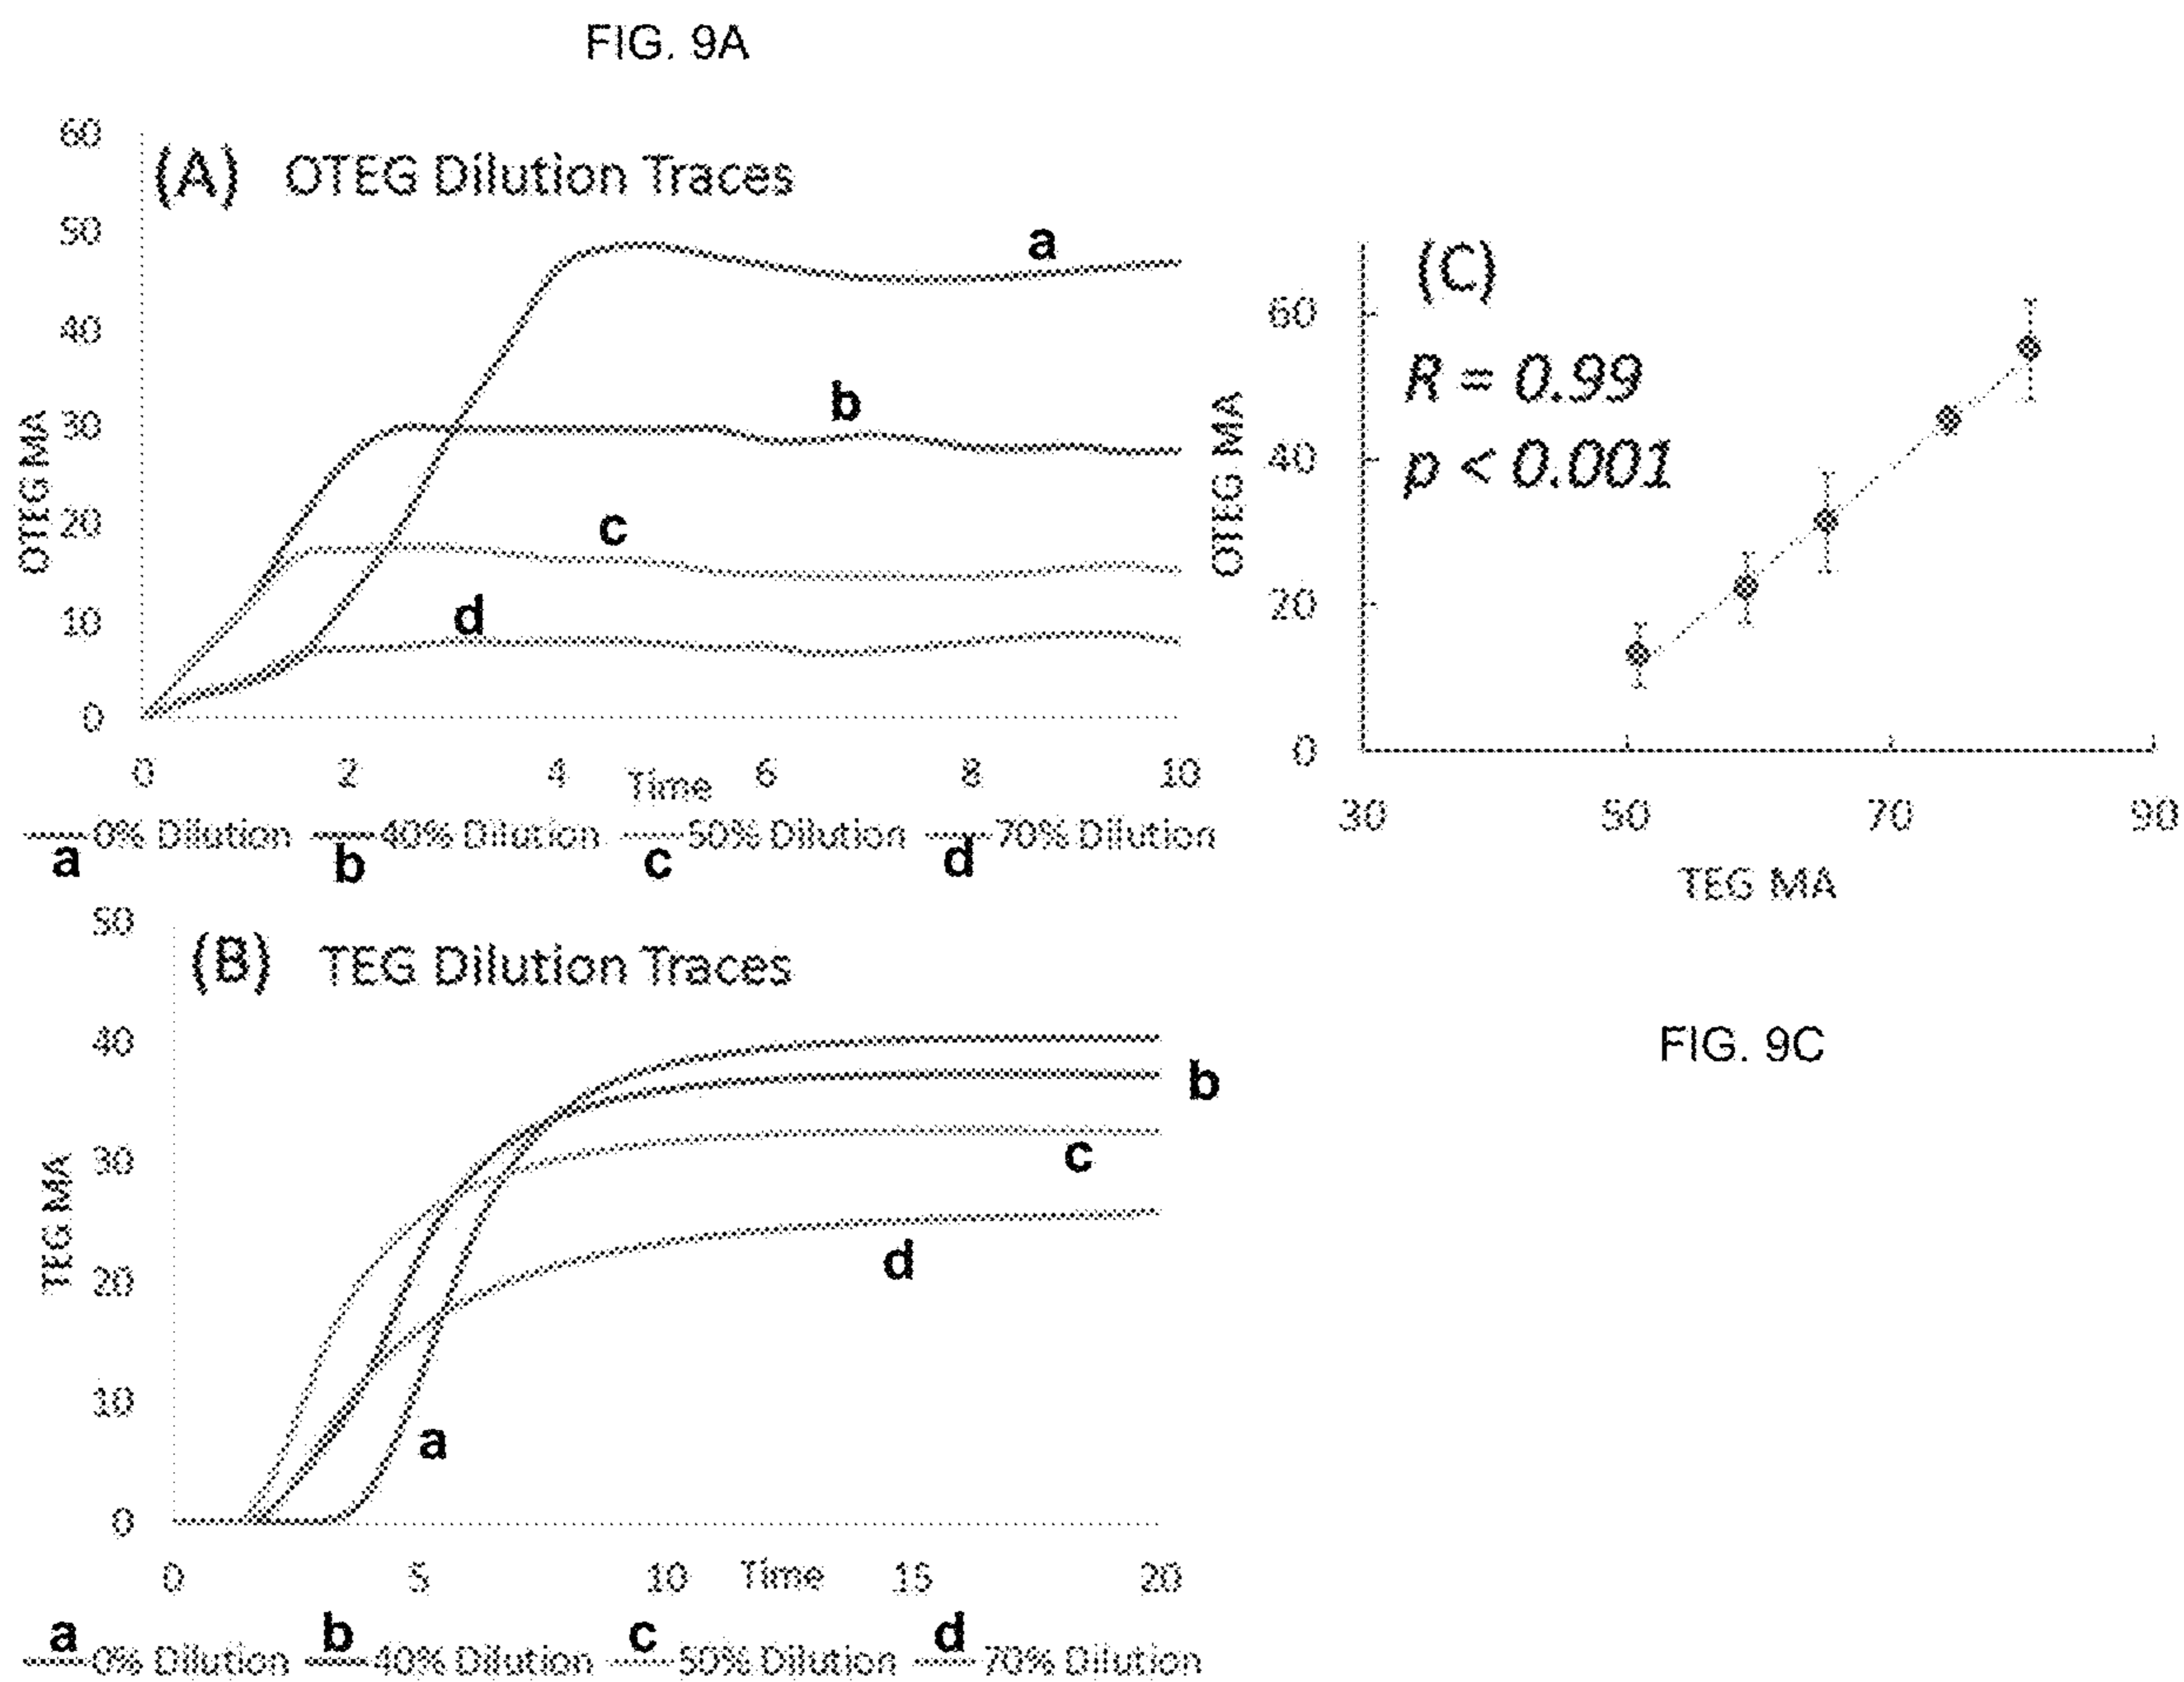 FIG. 9A
(A) OTEG Dilution Traces
60
50
40
30
20
10
0
OTEG MA
a
b
c
d
0 2 4 6 8 10
Time
0% Dilution 40% Dilution 50% Dilution 70% Dilution
a b c d
(C)
R = 0.99
p < 0.001
60
40
20
0
OTEG MA
30 50 70 90
TEG MA
FIG. 9C
(B) TEG Dilution Traces
50
40
30
20
10
0
TEG MA
b
c
d
a
0 5 10 15 20
Time
a b c d
0% Dilution 40% Dilution 50% Dilution 70% Dilution